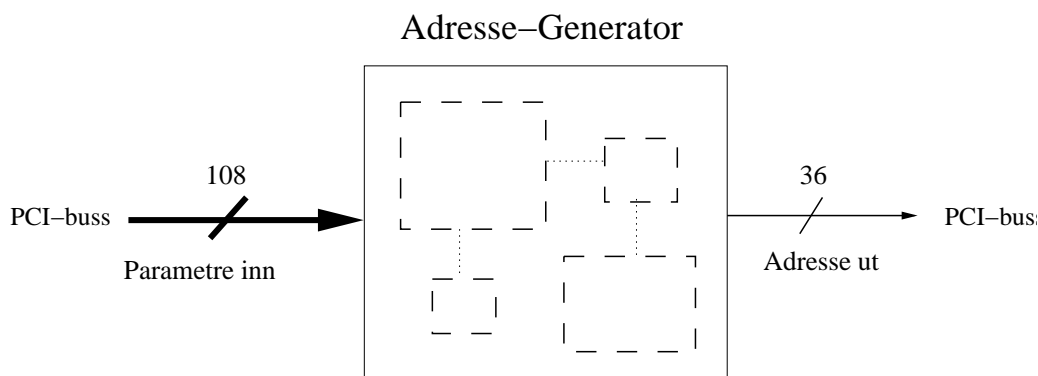 Adresse–Generator
108
36
PCI–buss
PCI–buss
Parametre inn
Adresse ut